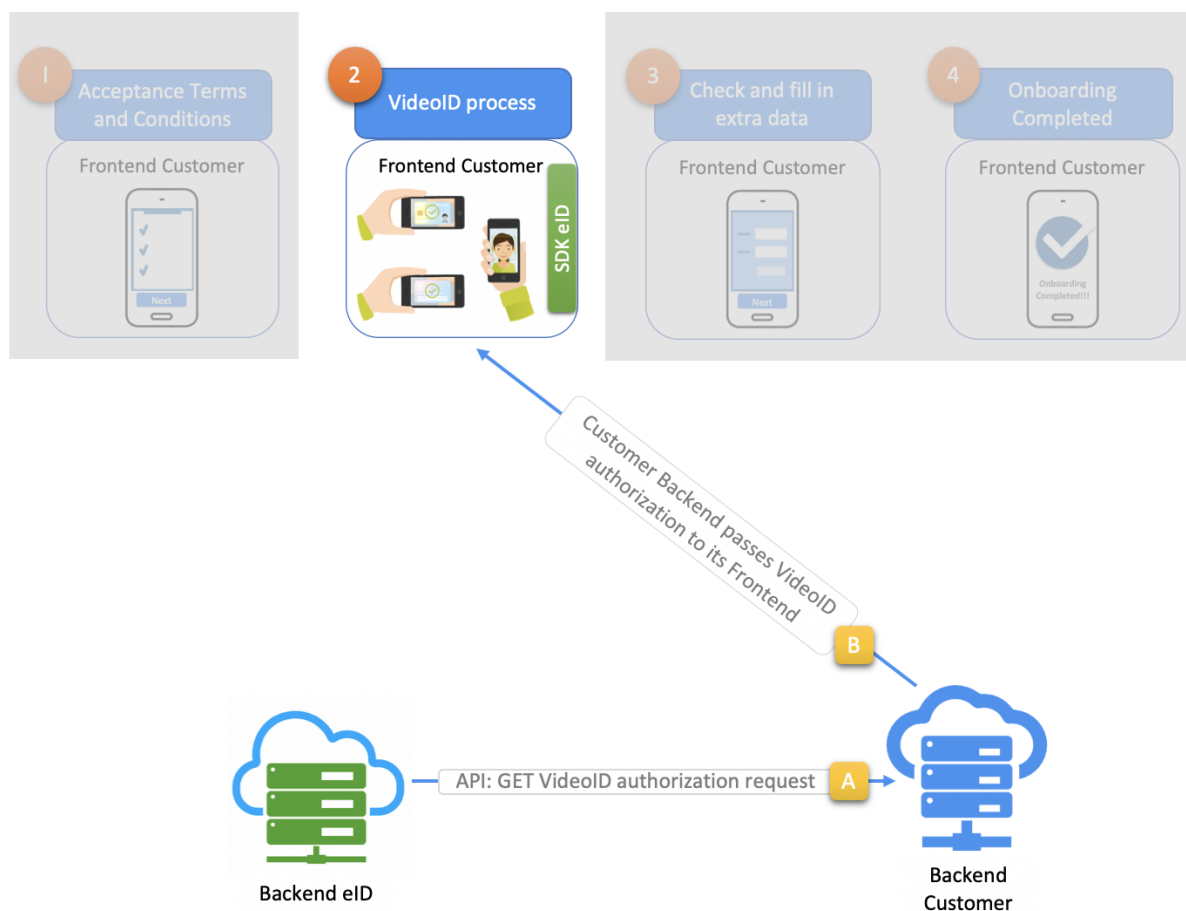 1
Acceptance Terms
and Conditions
Frontend Customer
Next
2
VideoID process
Frontend Customer
SDK eID
3
Check and fill in
extra data
Frontend Customer
Next
4
Onboarding
Completed
Frontend Customer
Onboarding
Completed!!!
Customer Backend passes VideoID
authorization to its Frontend
B
API: GET VideoID authorization request
A
Backend eID
Backend
Customer